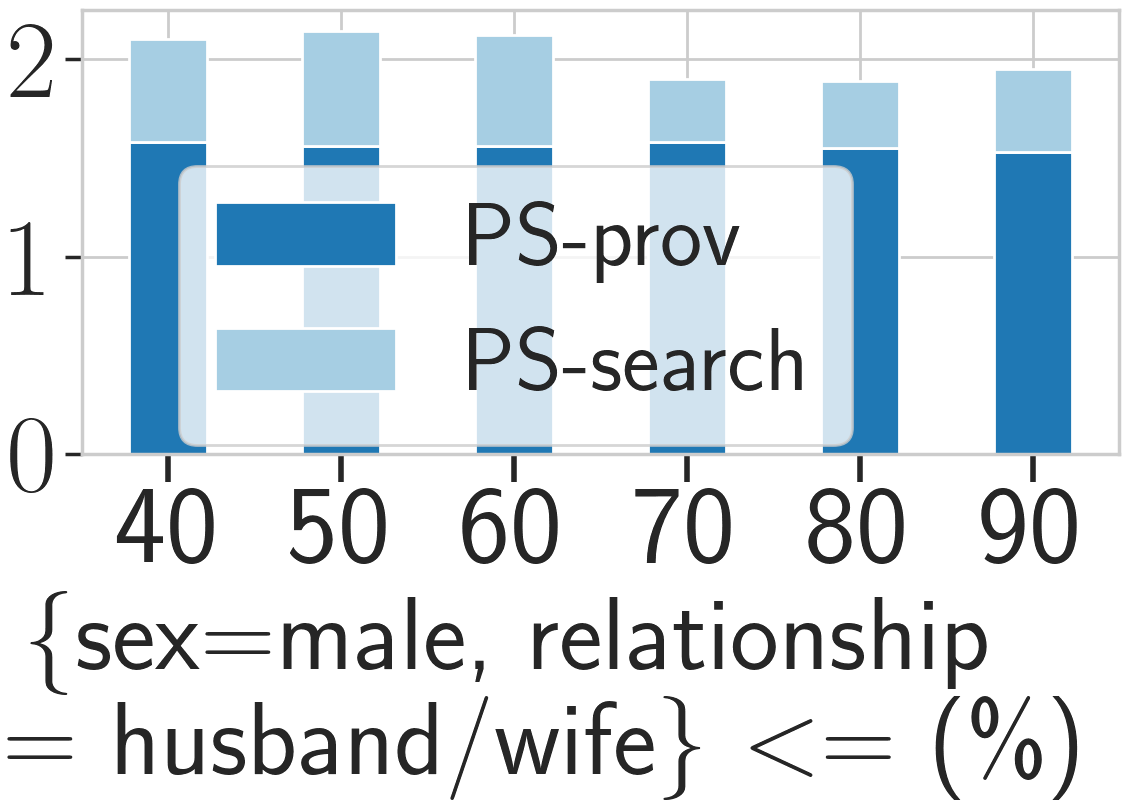 2
1
0
PS-prov
PS-search
40 50 60 70 80 90
{sex=male, relationship
= husband/wife} <= (%)